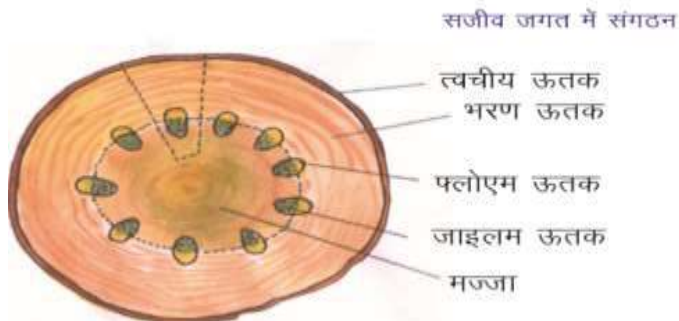 सजीव जगत में संगठन
त्वचीय ऊतक
भरण ऊतक
फ्लोएम ऊतक
जाइलम ऊतक
मज्जा